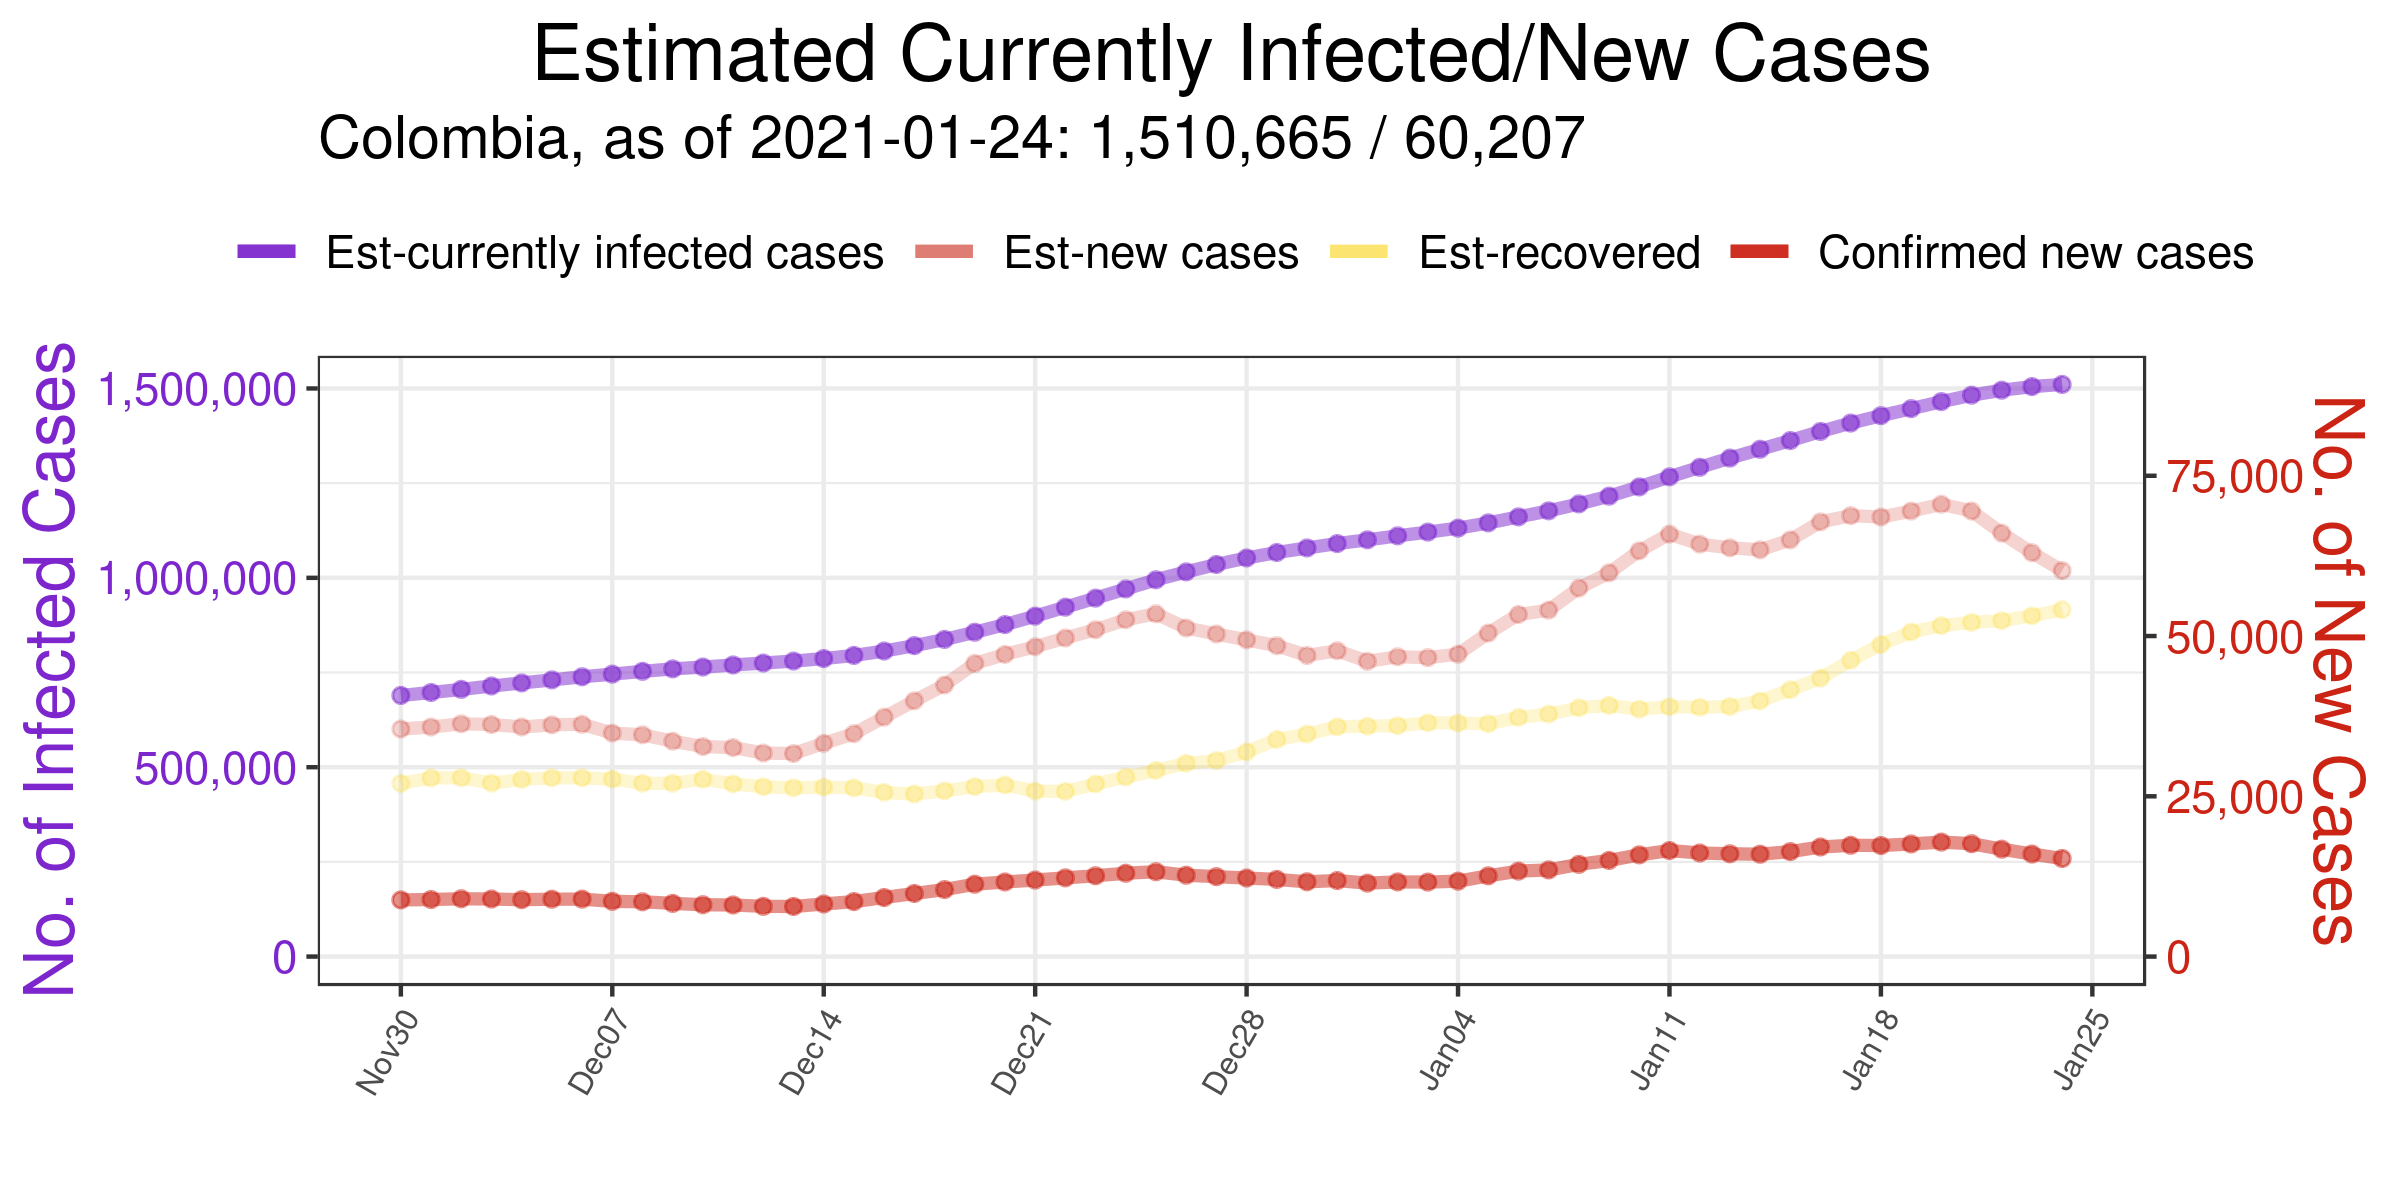 Estimated Currently Infected/New Cases
Colombia, as of 2021-01-24: 1,510,665 / 60,207
Est-currently infected cases Est-new cases Est-recovered Confirmed new cases
No. of Infected Cases
1,500,000
1,000,000
500,000
0
75,000
50,000
25,000
0
No. of New Cases
Nov30 Dec07 Dec14 Dec21 Dec28 Jan04 Jan11 Jan18 Jan25